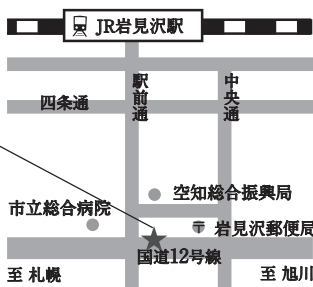 JR岩見沢駅
四条通
駅前通
中央通
空知総合振興局
市立総合病院
〒 岩見沢郵便局
国道12号線
至 札幌
至 旭川